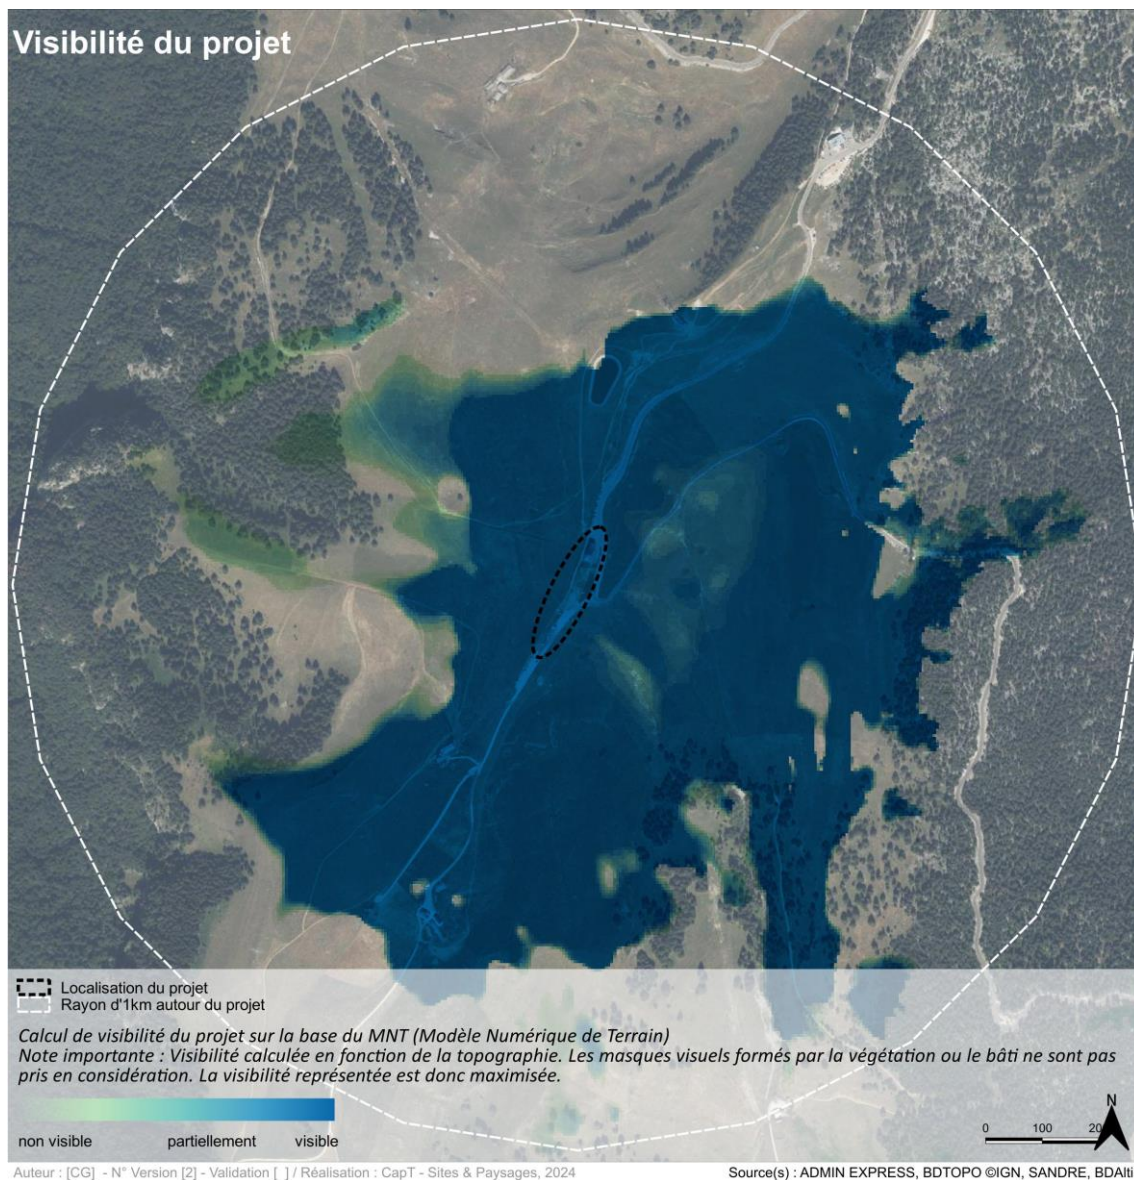 Visibilité du projet
Localisation du projet
Rayon d'1km autour du projet
Calcul de visibilité du projet sur la base du MNT (Modèle Numérique de Terrain)
Note importante : Visibilité calculée en fonction de la topographie. Les masques visuels formés par la végétation ou le bâti ne sont pas
pris en considération. La visibilité représentée est donc maximisée.
non visible partiellement visible
N
0 100
Auteur : [CG] - N° Version [2] - Validation [ ] / Réalisation : CapT - Sites & Paysages, 2024
Source(s) : ADMIN EXPRESS, BDTOPO ©IGN, SANDRE, BDAlti